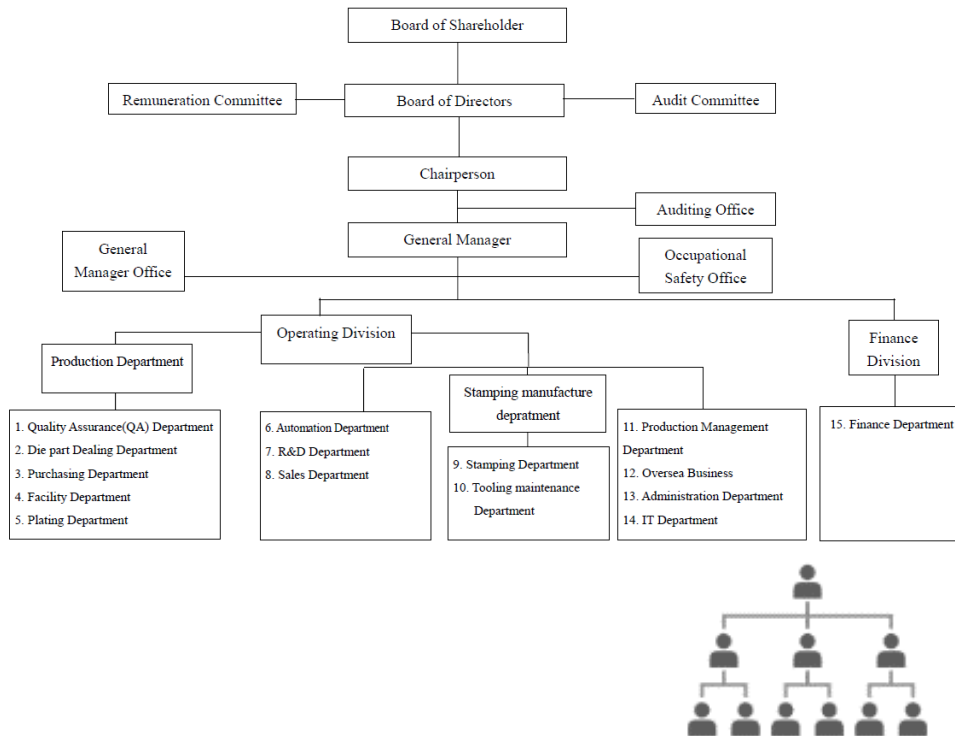 Board of Shareholder
Remuneration Committee
Board of Directors
Audit Committee
Chairperson
Auditing Office
General Manager
General
Manager Office
Occupational
Safety Office
Operating Division
Finance
Division
Production Department
Stamping manufacture
depratment
1. Quality Assurance(QA) Department
2. Die part Dealing Department
3. Purchasing Department
4. Facility Department
5. Plating Department
6. Automation Department
7. R&D Department
8. Sales Department
9. Stamping Department
10. Tooling maintenance
Department
11. Production Management
Department
12. Oversea Business
13. Administration Department
14. IT Department
15. Finance Department